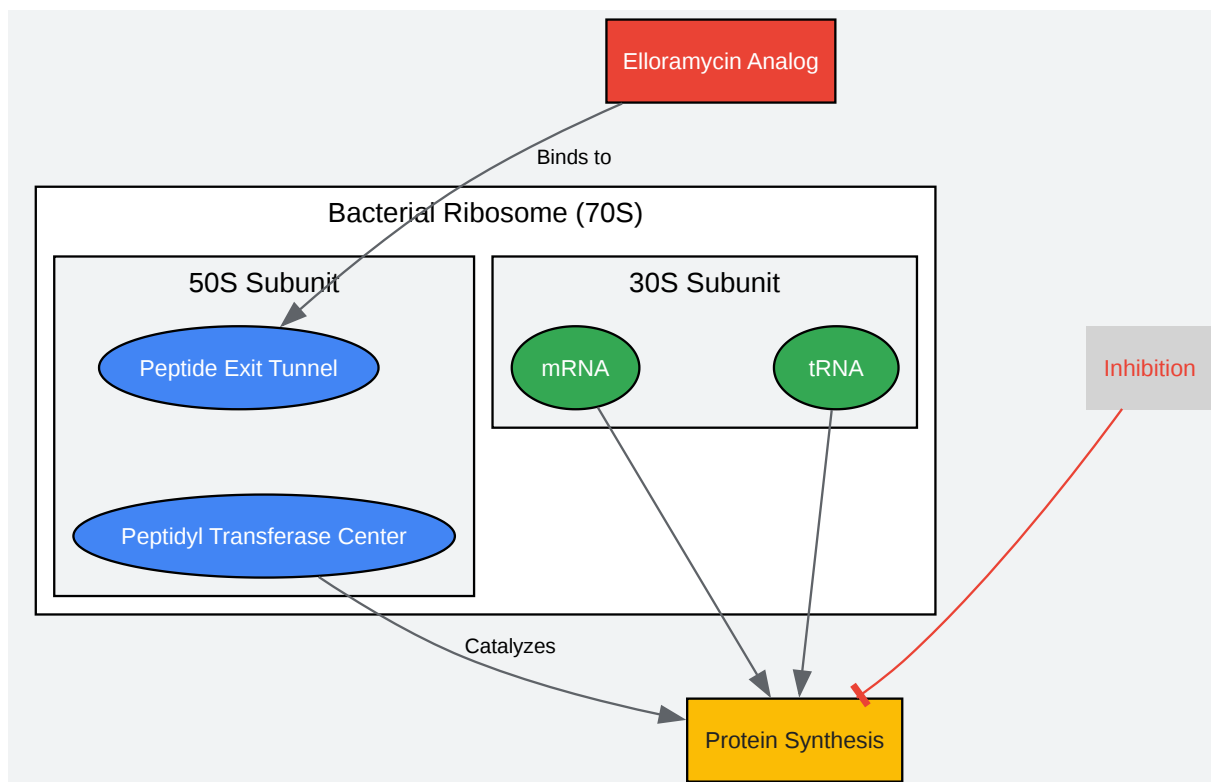 Elloramycin Analog
Binds to
Bacterial Ribosome (70S)
50S Subunit
30S Subunit
Peptide Exit Tunnel
mRNA
tRNA
Inhibition
Peptidyl Transferase Center
Catalyzes
Protein Synthesis